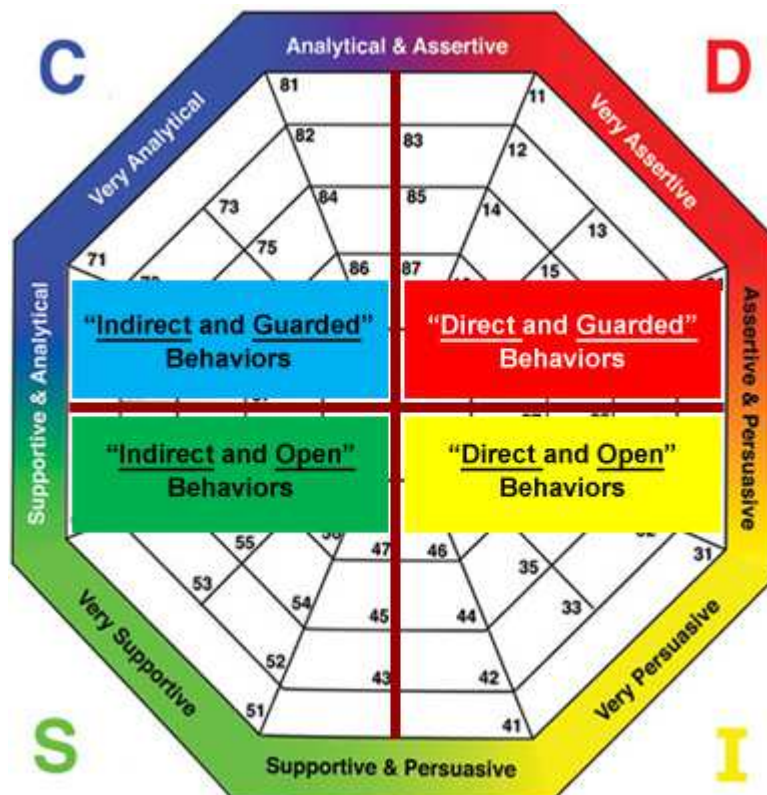 C
Analytical & Assertive
D
Very Analytical
Very Assertive
81
11
82
83
12
84
85
14
73
13
75
15
86
87
71
Supportive & Analytical
Assertive & Persuasive
“Indirect and Guarded”
Behaviors
“Direct and Guarded”
Behaviors
“Indirect and Open”
Behaviors
“Direct and Open”
Behaviors
55
47
46
31
53
35
54
45
44
33
52
43
42
51
41
Very Supportive
Very Persuasive
S
Supportive & Persuasive
I